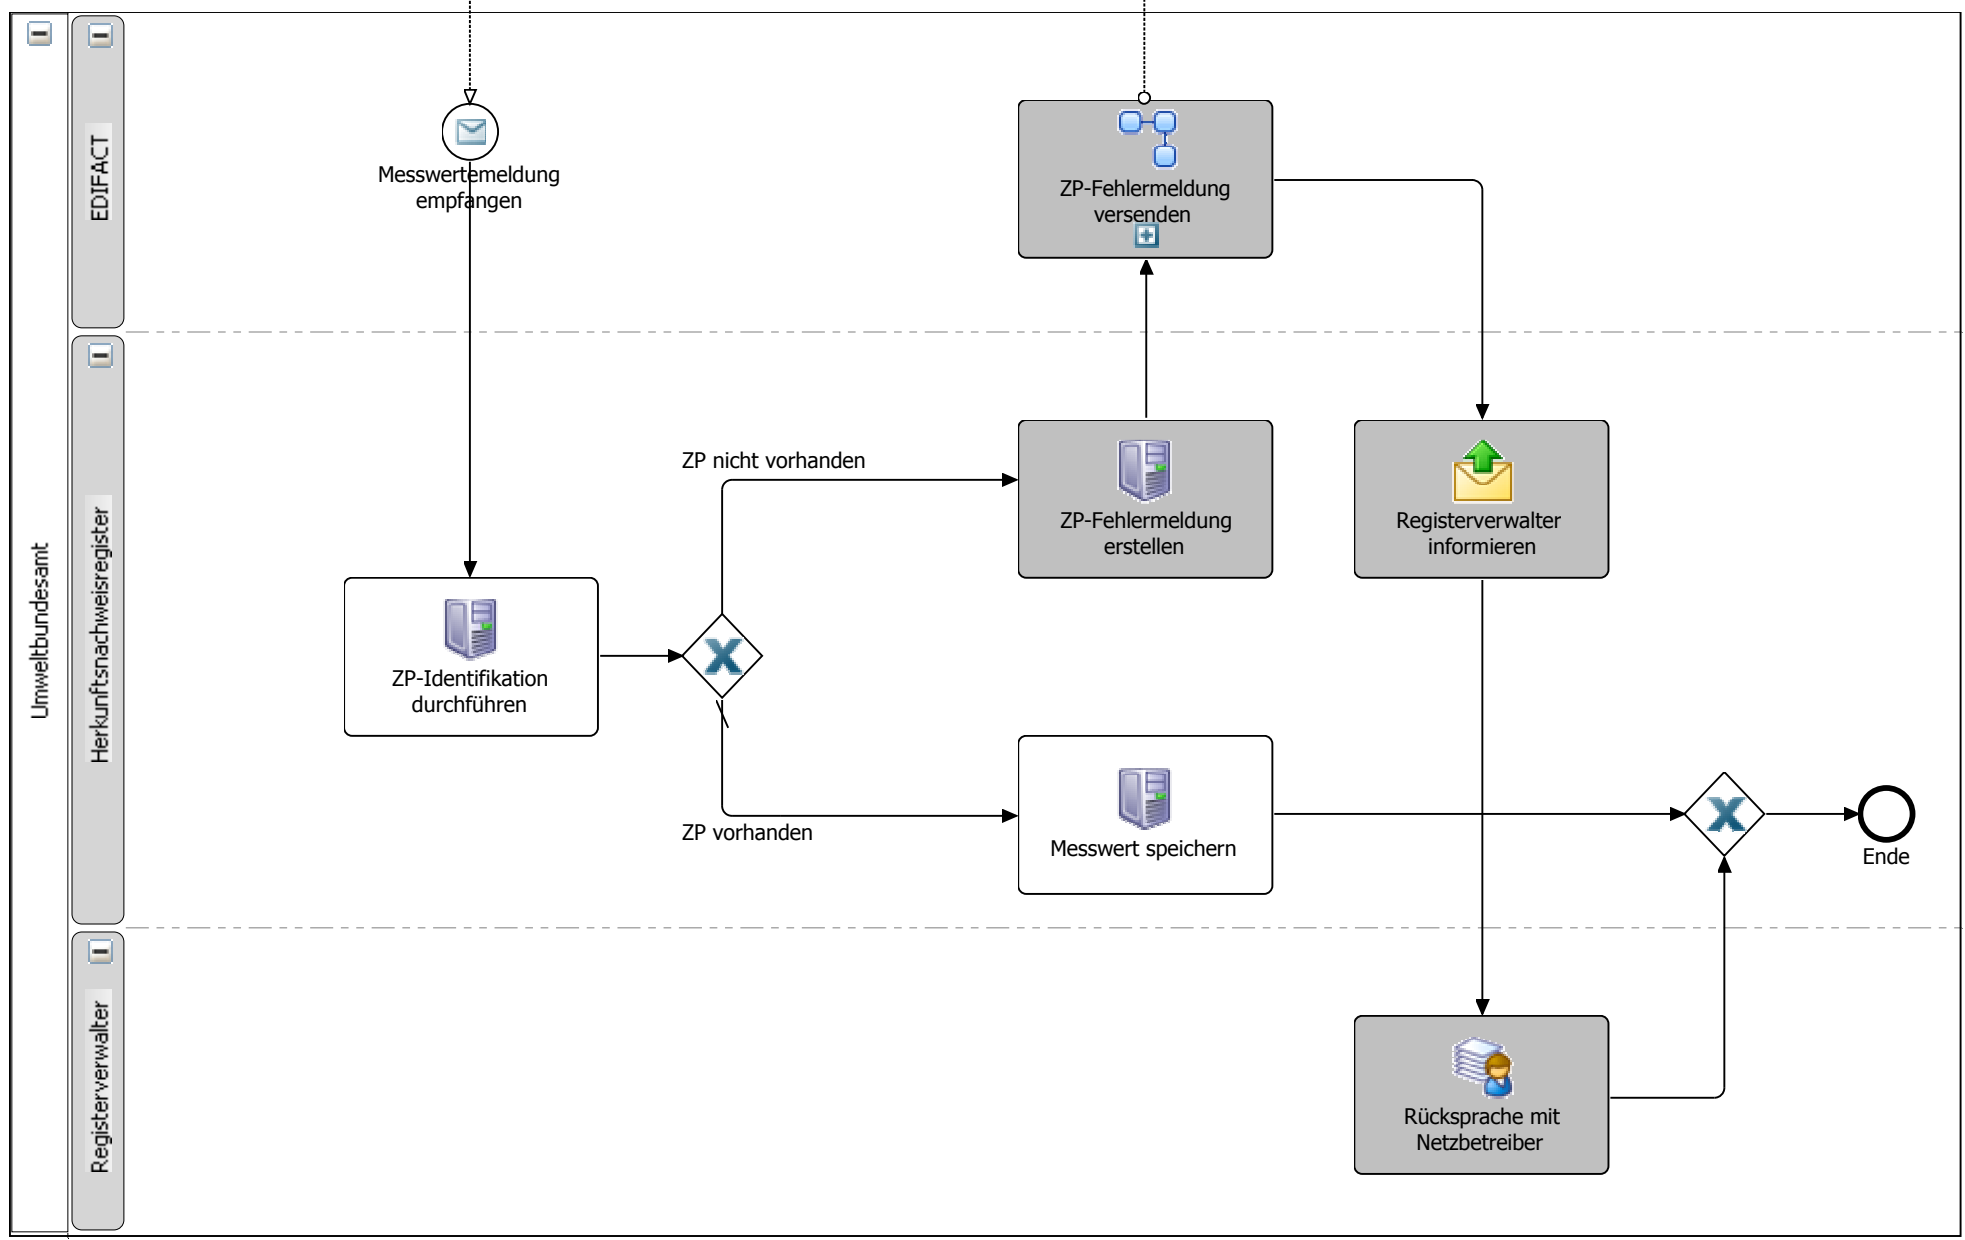 Umweltbundesamt
EDIFACT
Messwertemeldung
empfangen
ZP-Fehlermeldung
versenden
Herkunftsnachweisregister
ZP nicht vorhanden
ZP-Fehlermeldung
erstellen
Registerverwalter
informieren
ZP-Identifikation
durchführen
ZP vorhanden
Messwert speichern
Ende
Registerverwalter
Rücksprache mit
Netzbetreiber